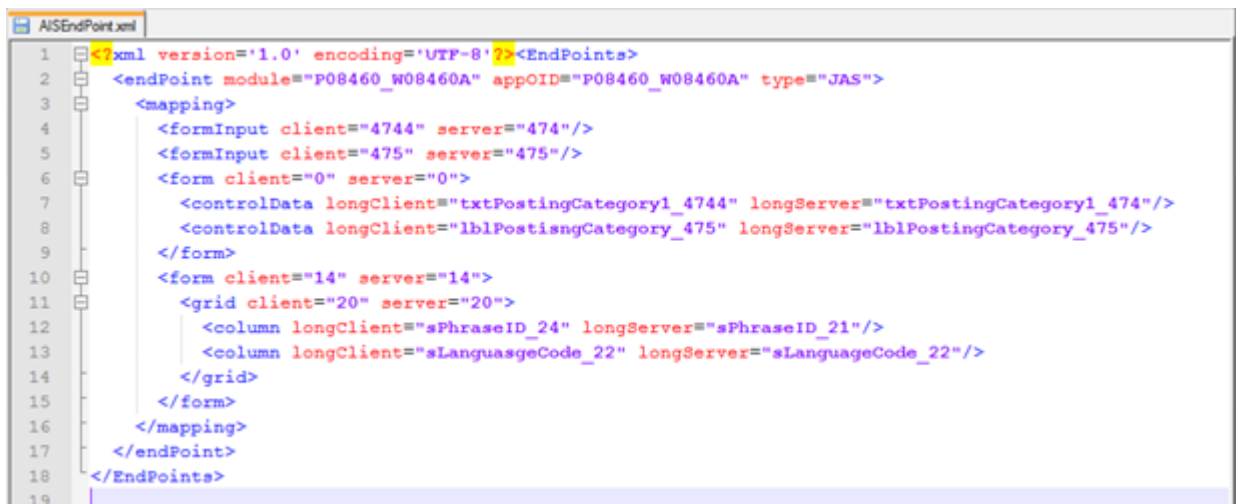 AISEndPoint.xml
1 <?xml version='1.0' encoding='UTF-8'?><EndPoints>
2 <endPoint module="P08460_W08460A" appOID="P08460_W08460A" type="JAS">
3 <mapping>
4 <formInput client="4744" server="474"/>
5 <formInput client="475" server="475"/>
6 <form client="0" server="0">
7 <controlData longClient="txtPostingCategory1_4744" longServer="txtPostingCategory1_474"/>
8 <controlData longClient="lblPostisngCategory_475" longServer="lblPostingCategory_475"/>
9 </form>
10 <form client="14" server="14">
11 <grid client="20" server="20">
12 <column longClient="sPhraseID_24" longServer="sPhraseID_21"/>
13 <column longClient="sLanguasgeCode_22" longServer="sLanguageCode_22"/>
14 </grid>
15 </form>
16 </mapping>
17 </endPoint>
18 </EndPoints>
19